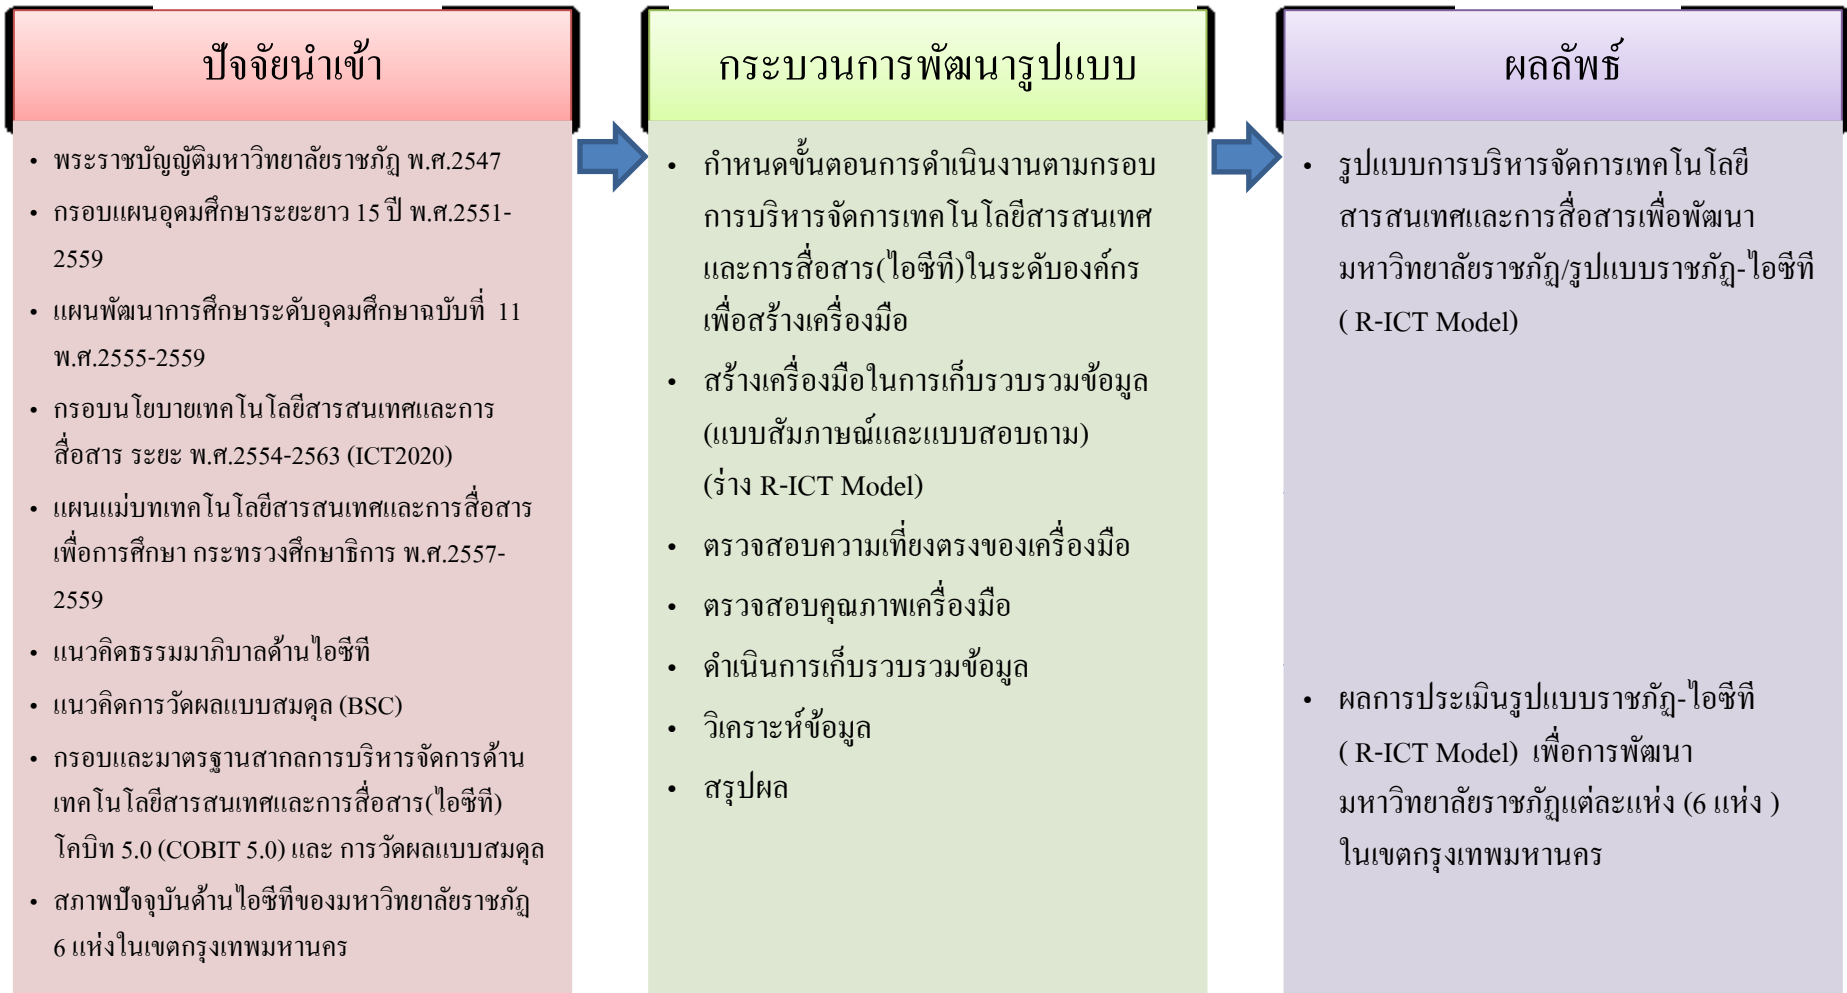 ปัจจัยนำเข้า
• พระราชบัญญัติมหาวิทยาลัยราชภัฏ พ.ศ.2547
• กรอบแผนอุดมศึกษาระยะยาว 15 ปี พ.ศ.2551-
2559
• แผนพัฒนาการศึกษาระดับอุดมศึกษาฉบับที่ 11
พ.ศ.2555-2559
• กรอบนโยบายเทคโนโลยีสารสนเทศและการ
สื่อสาร ระยะ พ.ศ.2554-2563 (ICT2020)
• แผนแม่บทเทคโนโลยีสารสนเทศและการสื่อสาร
เพื่อการศึกษา กระทรวงศึกษาธิการ พ.ศ.2557-
2559
• แนวคิดธรรมมาภิบาลด้านไอซีที
• แนวคิดการวัดผลแบบสมดุล (BSC)
• กรอบและมาตรฐานสากลการบริหารจัดการด้าน
เทคโนโลยีสารสนเทศและการสื่อสาร(ไอซีที)
โคบิท 5.0 (COBIT 5.0) และ การวัดผลแบบสมดุล
• สภาพปัจจุบันด้านไอซีทีของมหาวิทยาลัยราชภัฏ
6 แห่งในเขตกรุงเทพมหานคร
กระบวนการพัฒนารูปแบบ
• กำหนดขั้นตอนการดำเนินงานตามกรอบ
การบริหารจัดการเทคโนโลยีสารสนเทศ
และการสื่อสาร(ไอซีที)ในระดับองค์กร
เพื่อสร้างเครื่องมือ
• สร้างเครื่องมือในการเก็บรวบรวมข้อมูล
(แบบสัมภาษณ์และแบบสอบถาม)
(ร่าง R-ICT Model)
• ตรวจสอบความเที่ยงตรงของเครื่องมือ
• ตรวจสอบคุณภาพเครื่องมือ
• ดำเนินการเก็บรวบรวมข้อมูล
• วิเคราะห์ข้อมูล
• สรุปผล
ผลลัพธ์
• รูปแบบการบริหารจัดการเทคโนโลยี
สารสนเทศและการสื่อสารเพื่อพัฒนา
มหาวิทยาลัยราชภัฏ/รูปแบบราชภัฏ-ไอซีที
( R-ICT Model)
• ผลการประเมินรูปแบบราชภัฏ-ไอซีที
( R-ICT Model) เพื่อการพัฒนา
มหาวิทยาลัยราชภัฏแต่ละแห่ง (6 แห่ง )
ในเขตกรุงเทพมหานคร